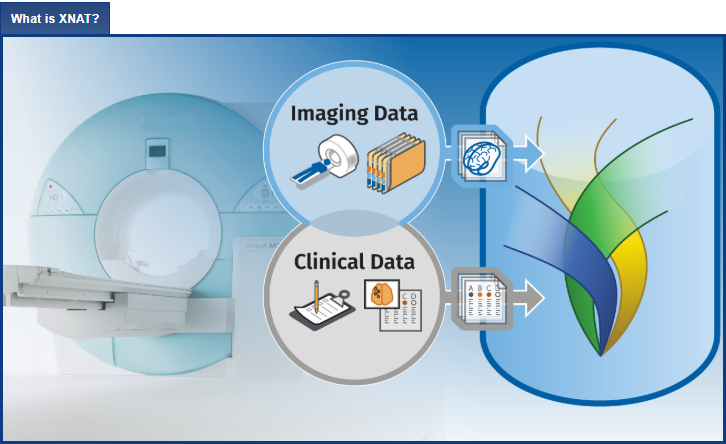 What is XNAT?
Imaging Data
Clinical Data
C D
A B C D